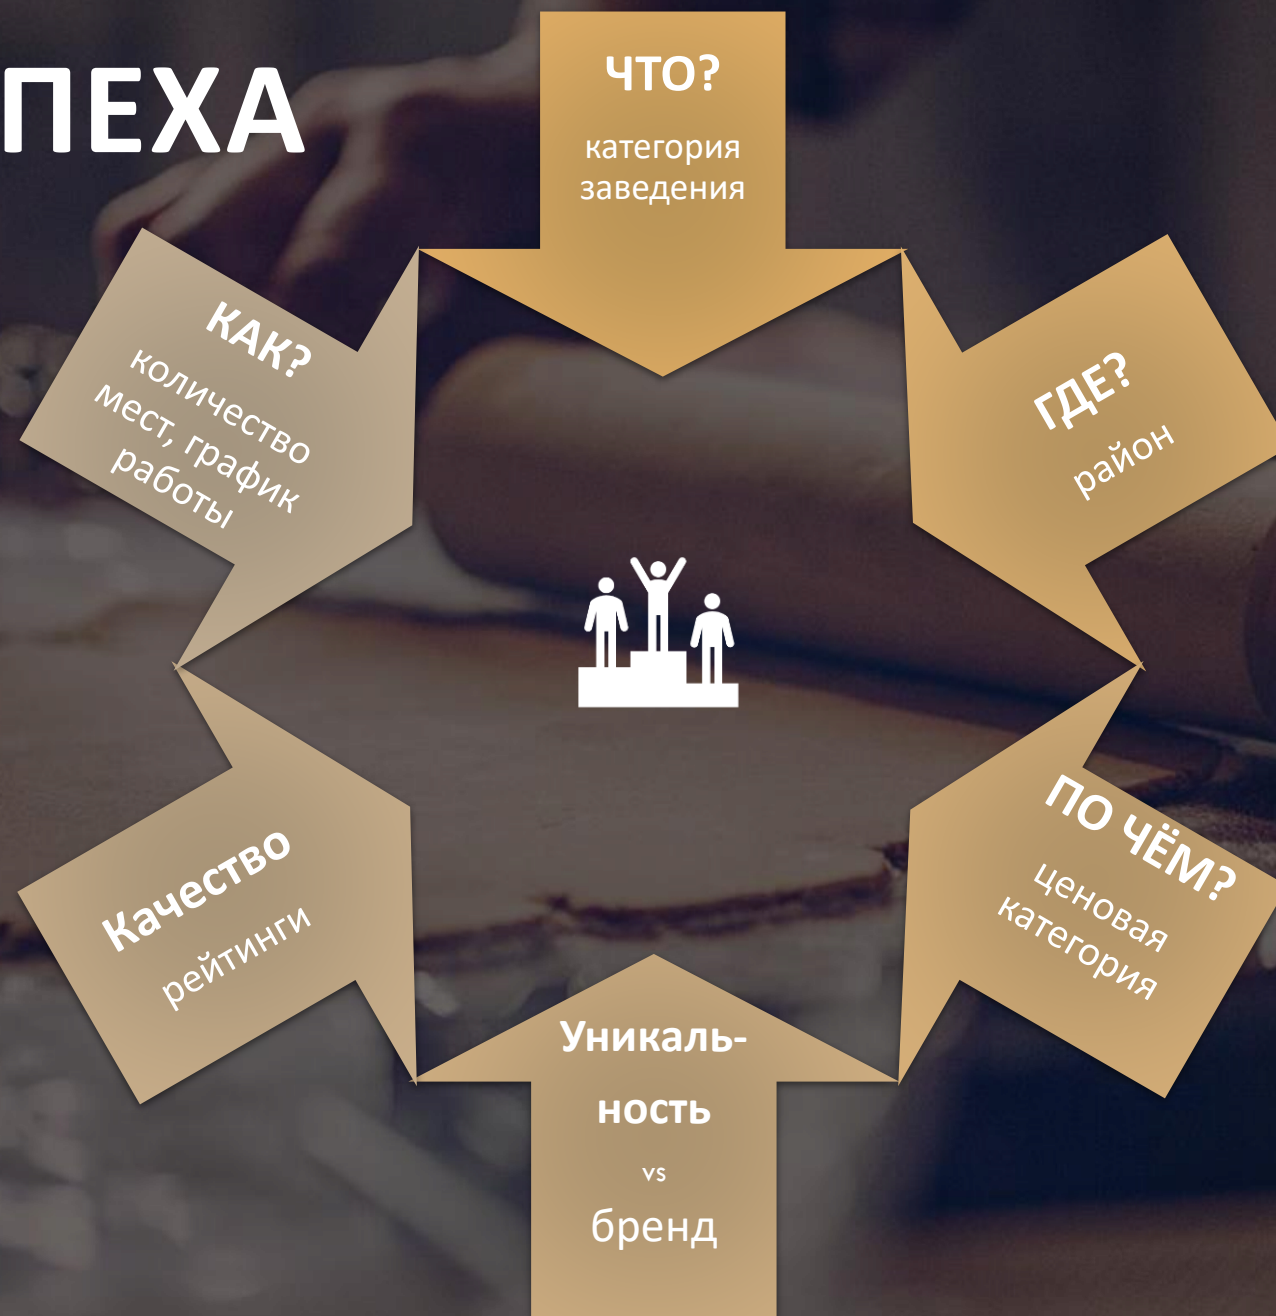 ПЕХА
ЧТО?
категория
заведения
ГДЕ?
район
ПО ЧЁМ?
ценовая
категория
Уникаль-
ность
vs
бренд
Качество
рейтинги
КАК?
количество
мест, график
работы